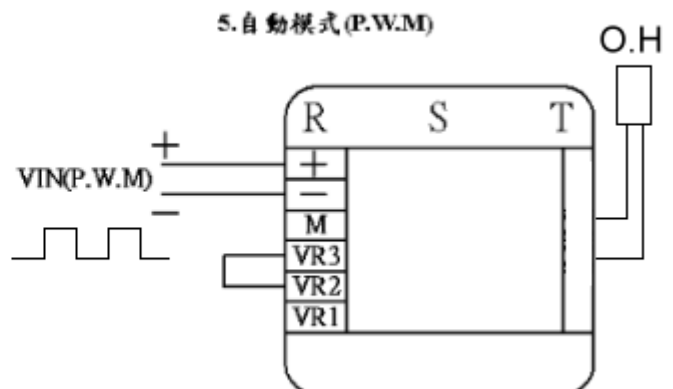 5.自動模式(P.W.M)
O.H
R S T
+
+
VIN(P.W.M)
−
−
M
VR3
VR2
VR1